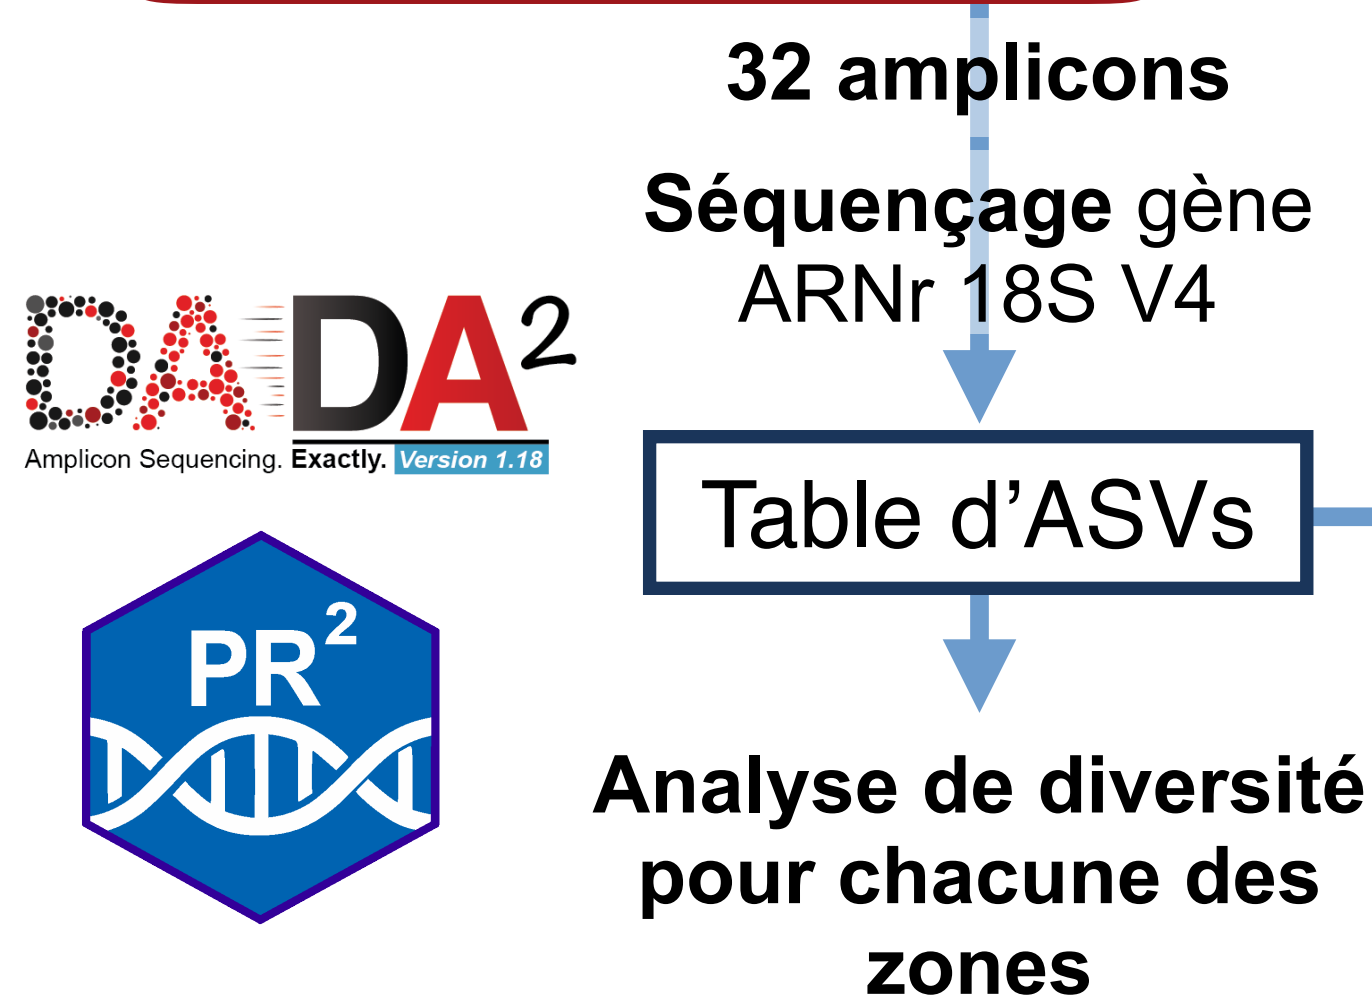 32 amplicons
Séquençage gène
ARNr 18S V4
DADA2
Amplicon Sequencing. Exactly. Version 1.18
Table d’ASVs
PR2
Analyse de diversité
pour chacune des
zones